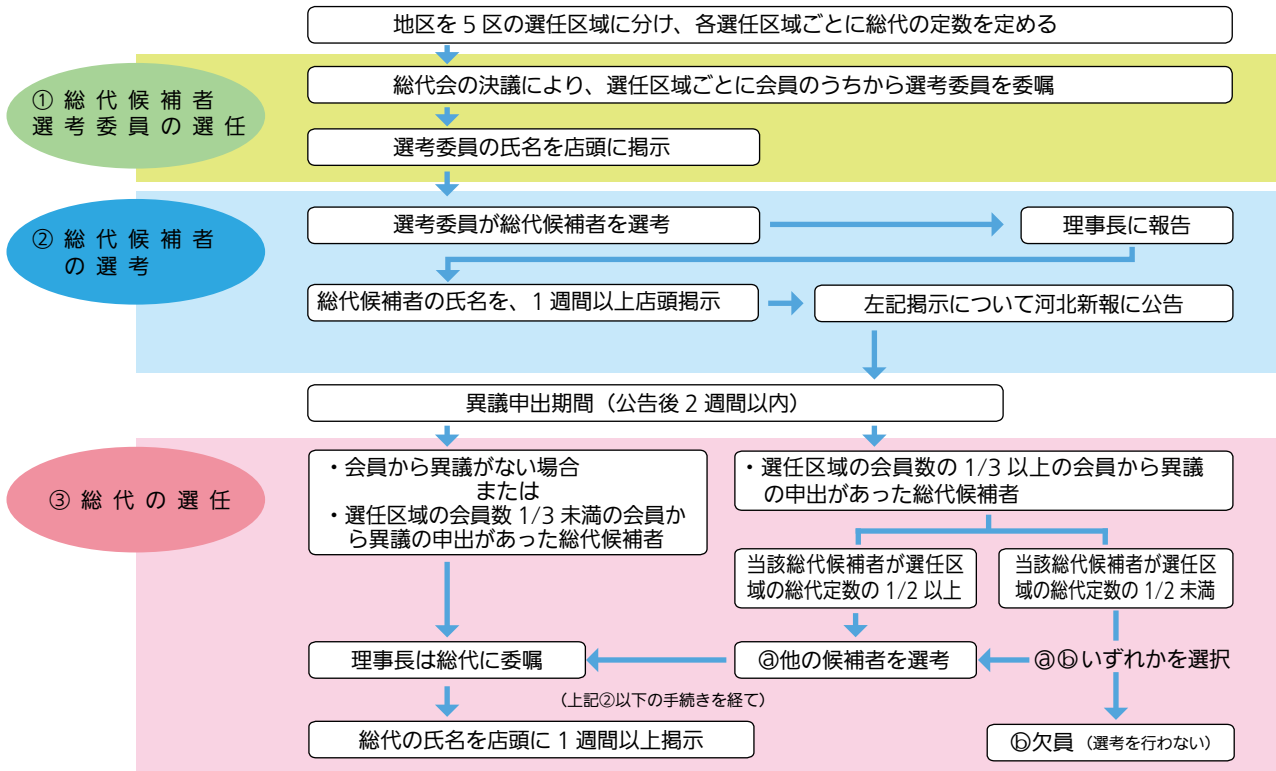 地区を5区の選任区域に分け、各選任区域ごとに総代の定数を定める
①総代候補者
選考委員の選任
総代会の決議により、選任区域ごとに会員のうちから選考委員を委嘱
選考委員の氏名を店頭に掲示
②総代候補者
の選考
選考委員が総代候補者を選考
理事長に報告
総代候補者の氏名を、1週間以上店頭掲示
左記掲示について河北新報に公告
異議申出期間（公告後2週間以内）
③総代の選任
・会員から異議がない場合
または
・選任区域の会員数1/3未満の会員か
ら異議の申出があった総代候補者
・選任区域の会員数の1/3以上の会員から異議
の申出があった総代候補者
当該総代候補者が選任区
域の総代定数の1/2以上
当該総代候補者が選任区
域の総代定数の1/2未満
理事長は総代に委嘱
ⓐ他の候補者を選考
ⓐⓑいずれかを選択
（上記②以下の手続きを経て）
総代の氏名を店頭に1週間以上掲示
ⓑ欠員（選考を行わない）